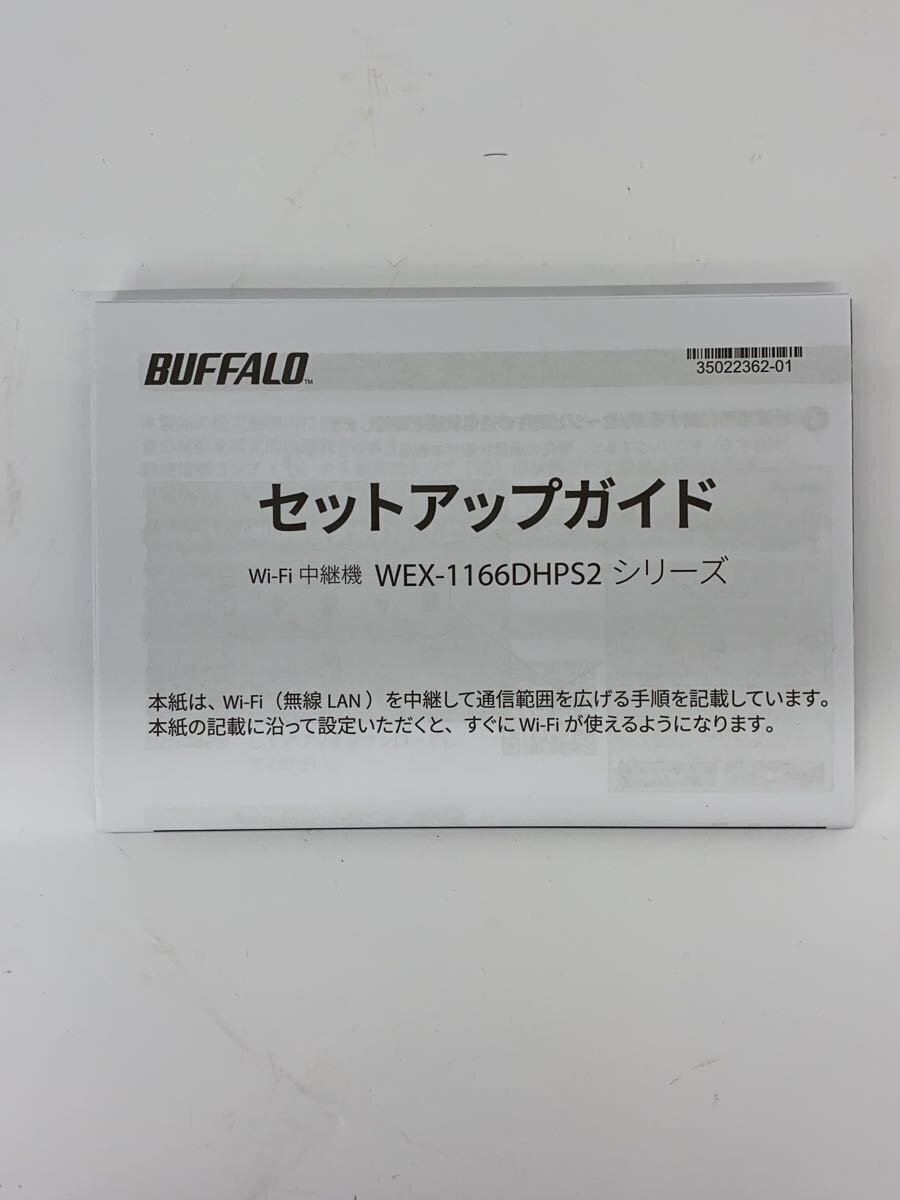 BUFFALO™
35022362-01
セットアップガイド
Wi-Fi 中継機 WEX-1166DHPS2 シリーズ
本紙は、Wi-Fi（無線 LAN ）を中継して通信範囲を広げる手順を記載しています。
本紙の記載に沿って設定いただくと、すぐに Wi-Fi が使えるようになります。